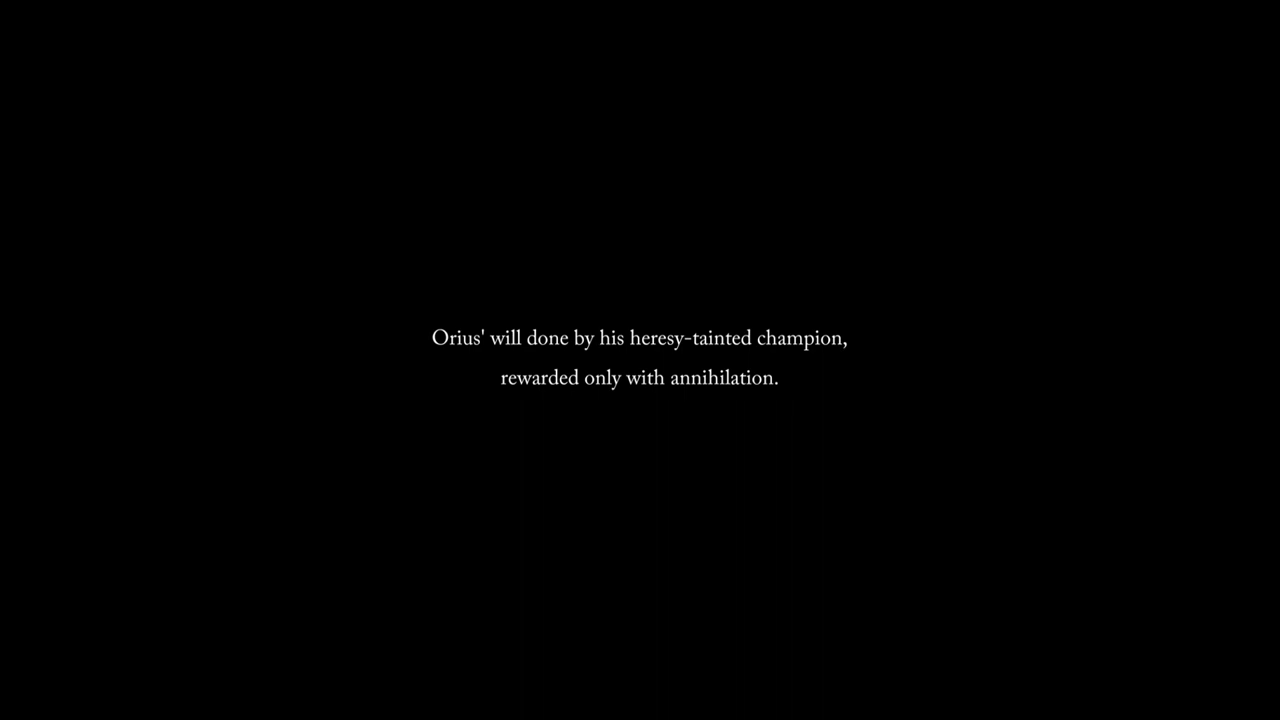 Orius' will done by his heresy-tainted champion,
rewarded only with annihilation.